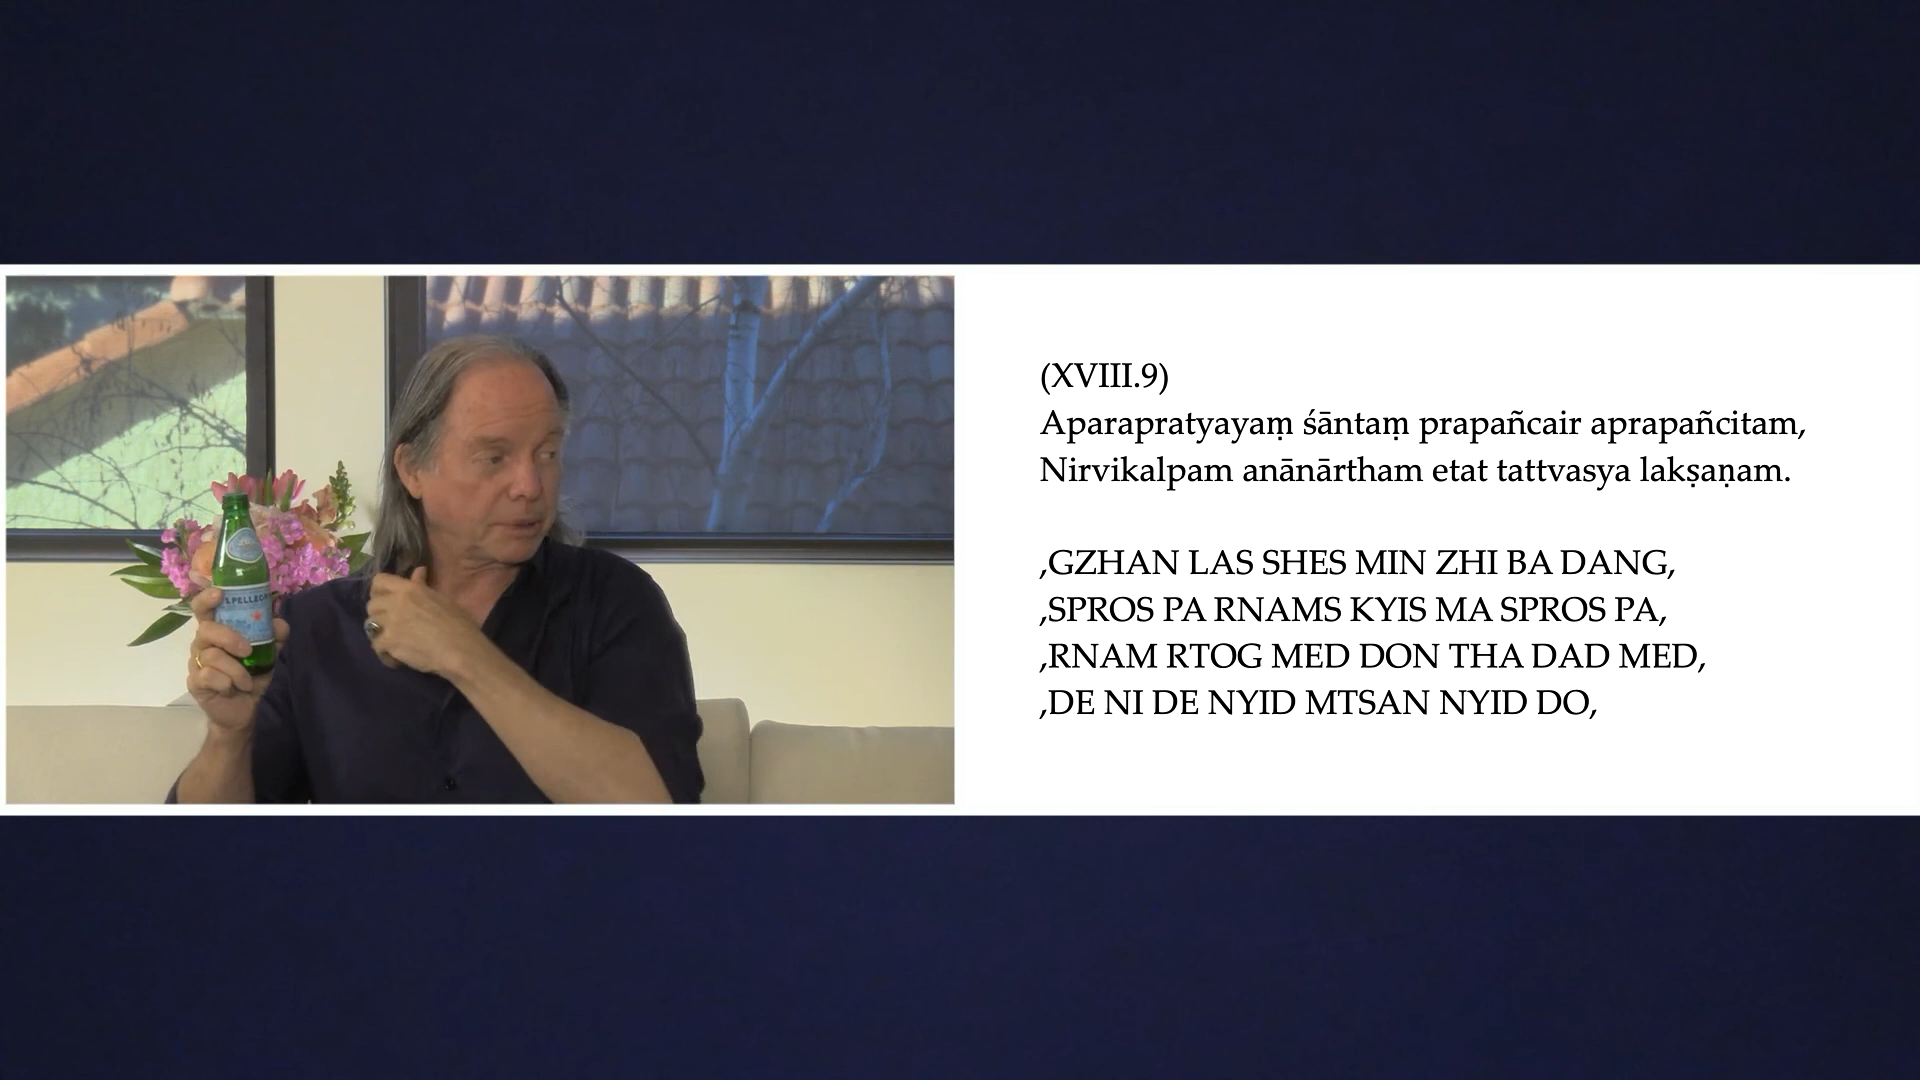 S.PELLEG
(XVIII.9)
Aparapratyayaṃ śāntaṃ prapañcair aprapañcitam,
Nirvikalpam anānārtham etat tattvasya lakṣaṇam.
,GZHAN LAS SHES MIN ZHI BA DANG,
,SPROS PA RNAMS KYIS MA SPROS PA,
,RNAM RTOG MED DON THA DAD MED,
,DE NI DE NYID MTSAN NYID DO,